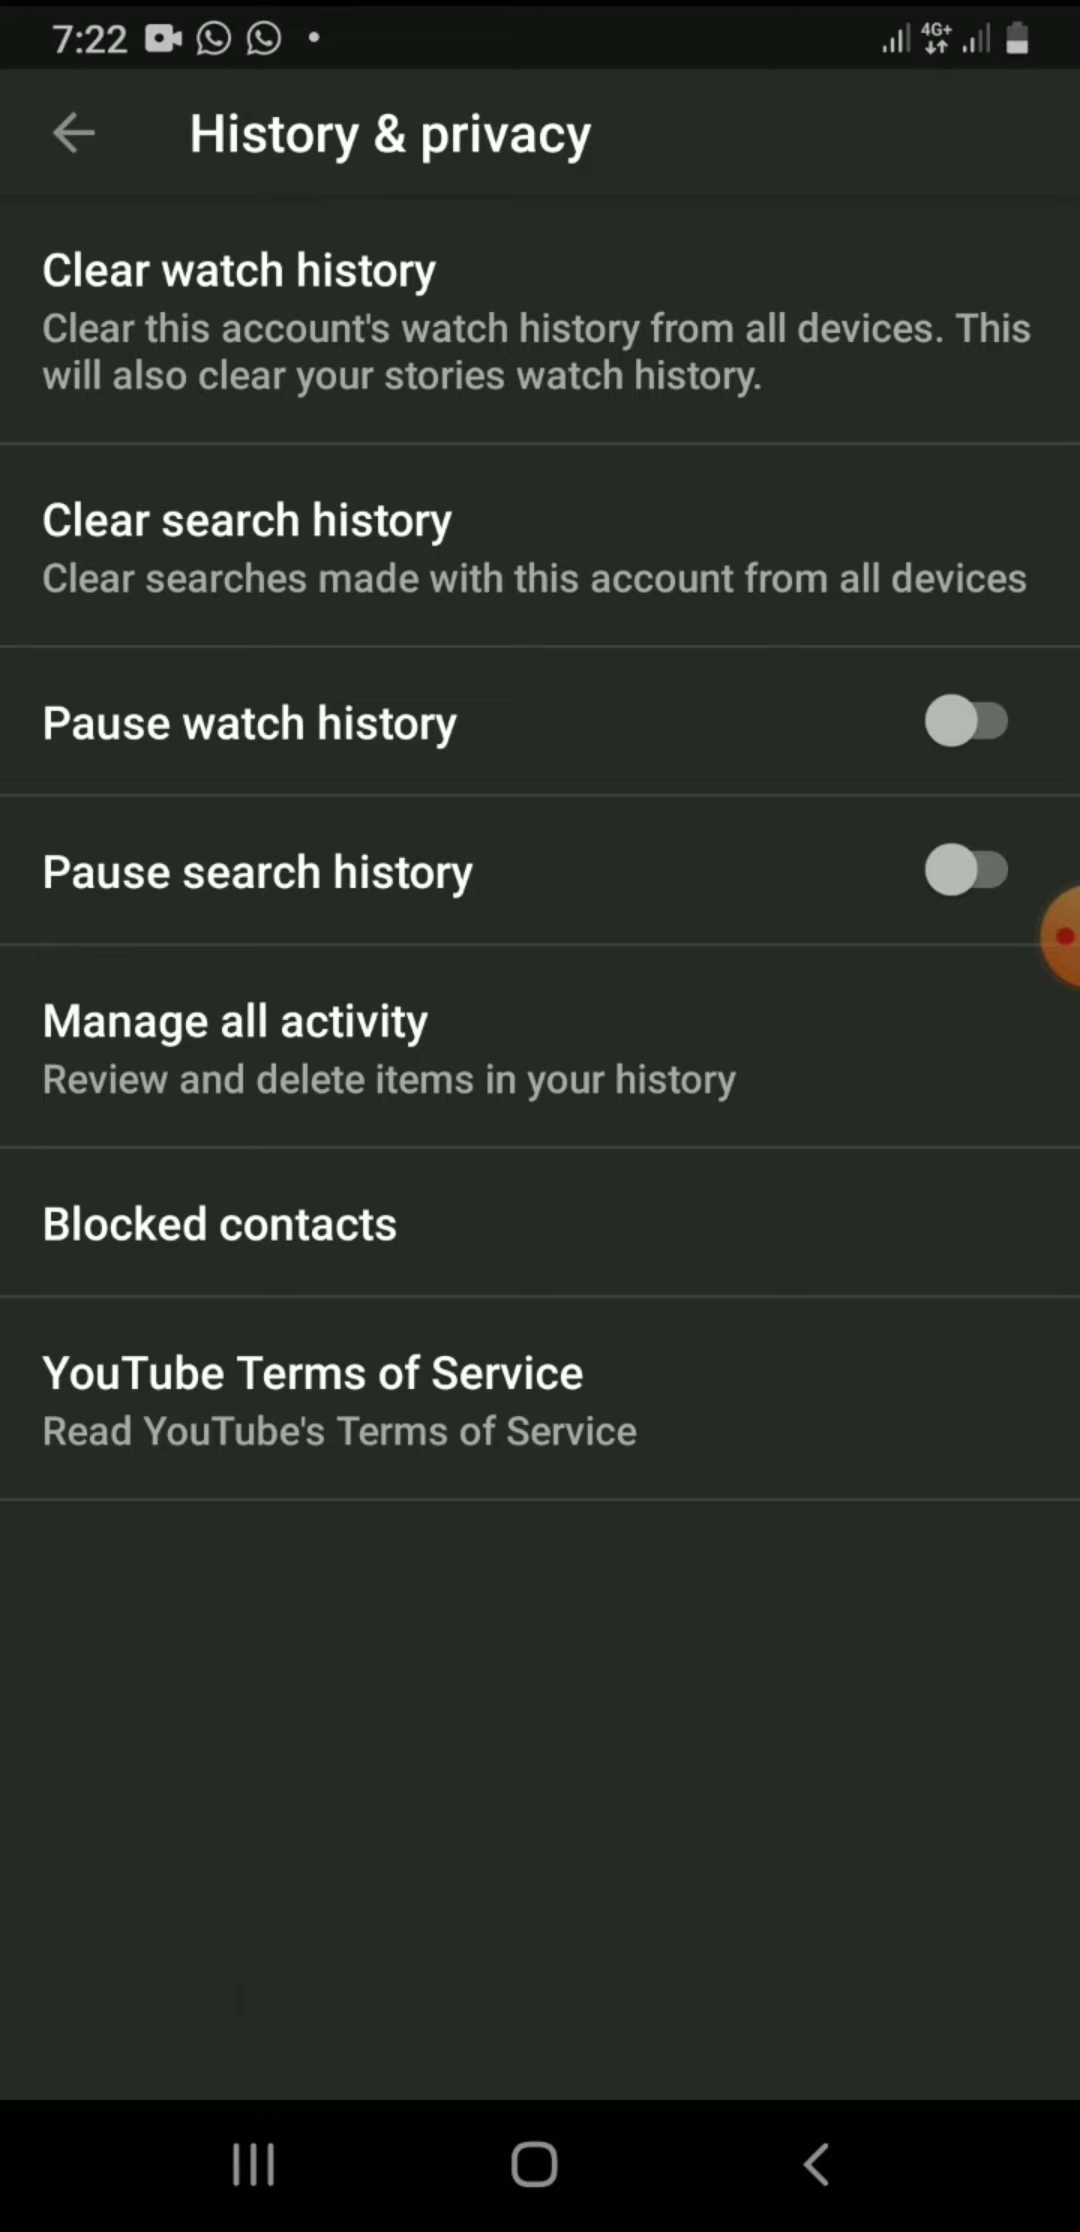 7:22
4G+
History & privacy
Clear watch history
Clear this account's watch history from all devices. This
will also clear your stories watch history.
Clear search history
Clear searches made with this account from all devices
Pause watch history
Pause search history
Manage all activity
Review and delete items in your history
Blocked contacts
YouTube Terms of Service
Read YouTube's Terms of Service